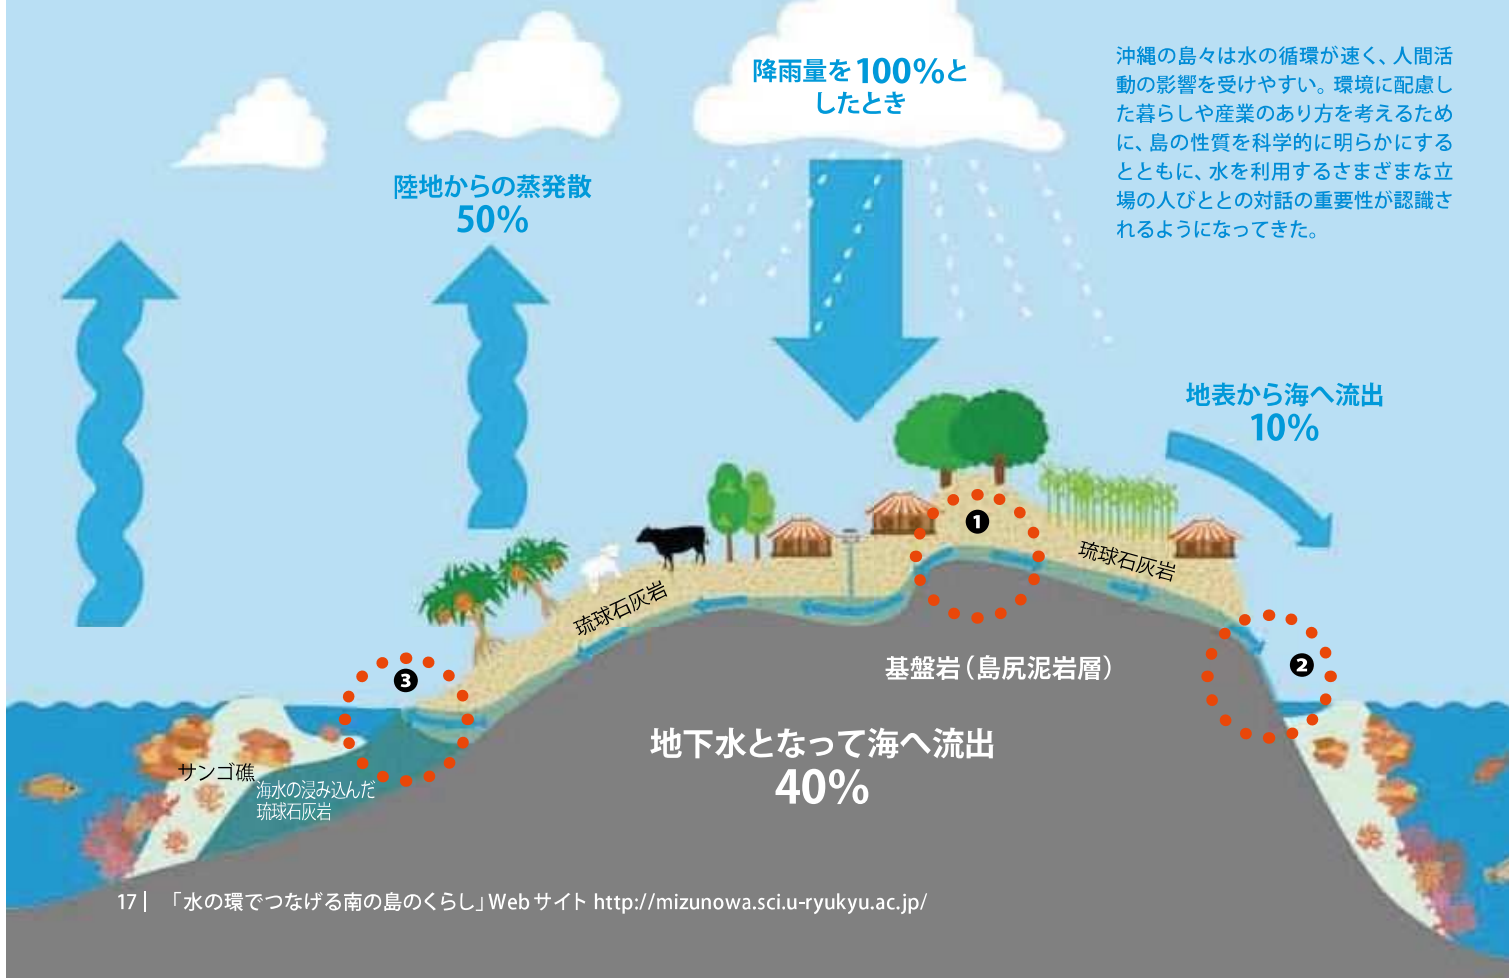 降雨量を100%と
したとき
沖縄の島々は水の循環が速く、人間活
動の影響を受けやすい。環境に配慮し
た暮らしや産業のあり方を考えるため
に、島の性質を科学的に明らかにする
とともに、水を利用するさまざまな立
場の人びととの対話の重要性が認識さ
れるようになってきた。
陸地からの蒸発散
50%
地表から海へ流出
10%
❶
琉球石灰岩
琉球石灰岩
基盤岩（島尻泥岩層）
❷
❸
地下水となって海へ流出
40%
サンゴ礁
海水の浸み込んだ
琉球石灰岩
17｜ 「水の環でつなげる南の島のくらし」Webサイト http://mizunowa.sci.u-ryukyu.ac.jp/